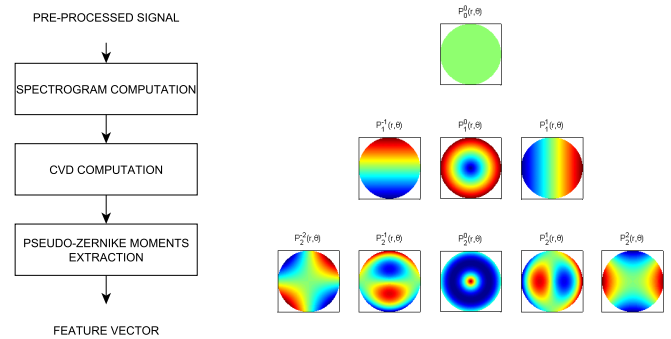 PRE-PROCESSED SIGNAL
SPECTROGRAM COMPUTATION
CVD COMPUTATION
PSEUDO-ZERNIKE MOMENTS
EXTRACTION
FEATURE VECTOR
P₀⁰(r,θ)
P₁⁻¹(r,θ) P₁⁰(r,θ) P₁¹(r,θ)
P₂⁻²(r,θ) P₂⁻¹(r,θ) P₂⁰(r,θ) P₂¹(r,θ) P₂²(r,θ)